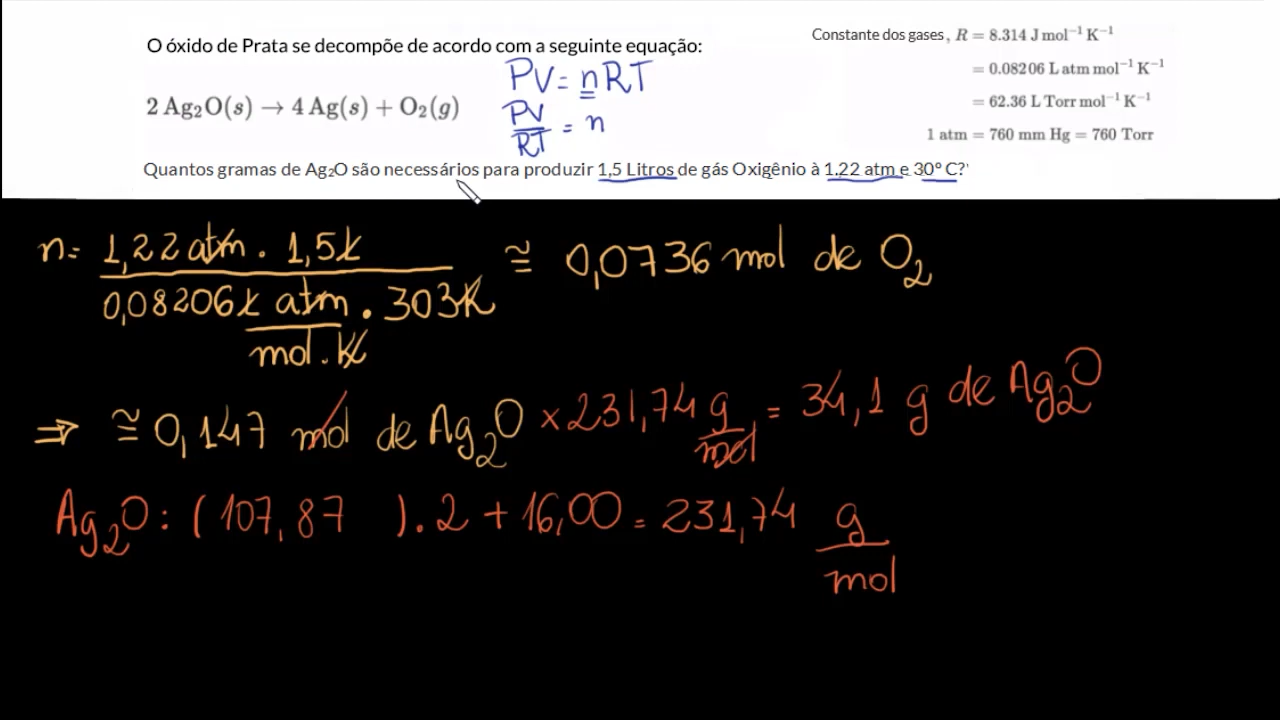 O óxido de Prata se decompõe de acordo com a seguinte equação:
2 Ag₂O(s) → 4 Ag(s) + O₂(g)
PV = nRT
PV/RT = n
Constante dos gases, R = 8.314 J mol⁻¹ K⁻¹
= 0.08206 L atm mol⁻¹ K⁻¹
= 62.36 L Torr mol⁻¹ K⁻¹
1 atm = 760 mm Hg = 760 Torr
Quantos gramas de Ag₂O são necessários para produzir 1,5 Litros de gás Oxigênio à 1.22 atm e 30° C?'
n = 1,22 atm . 1,5 L
0,08206 L atm . 303K
mol . K
≅ 0,0736 mol de O₂
⇒ ≅ 0,147 mol de Ag₂O × 231,74 g/mol = 34,1 g de Ag₂O
Ag₂O : (107,87 ) . 2 + 16,00 = 231,74 g/mol